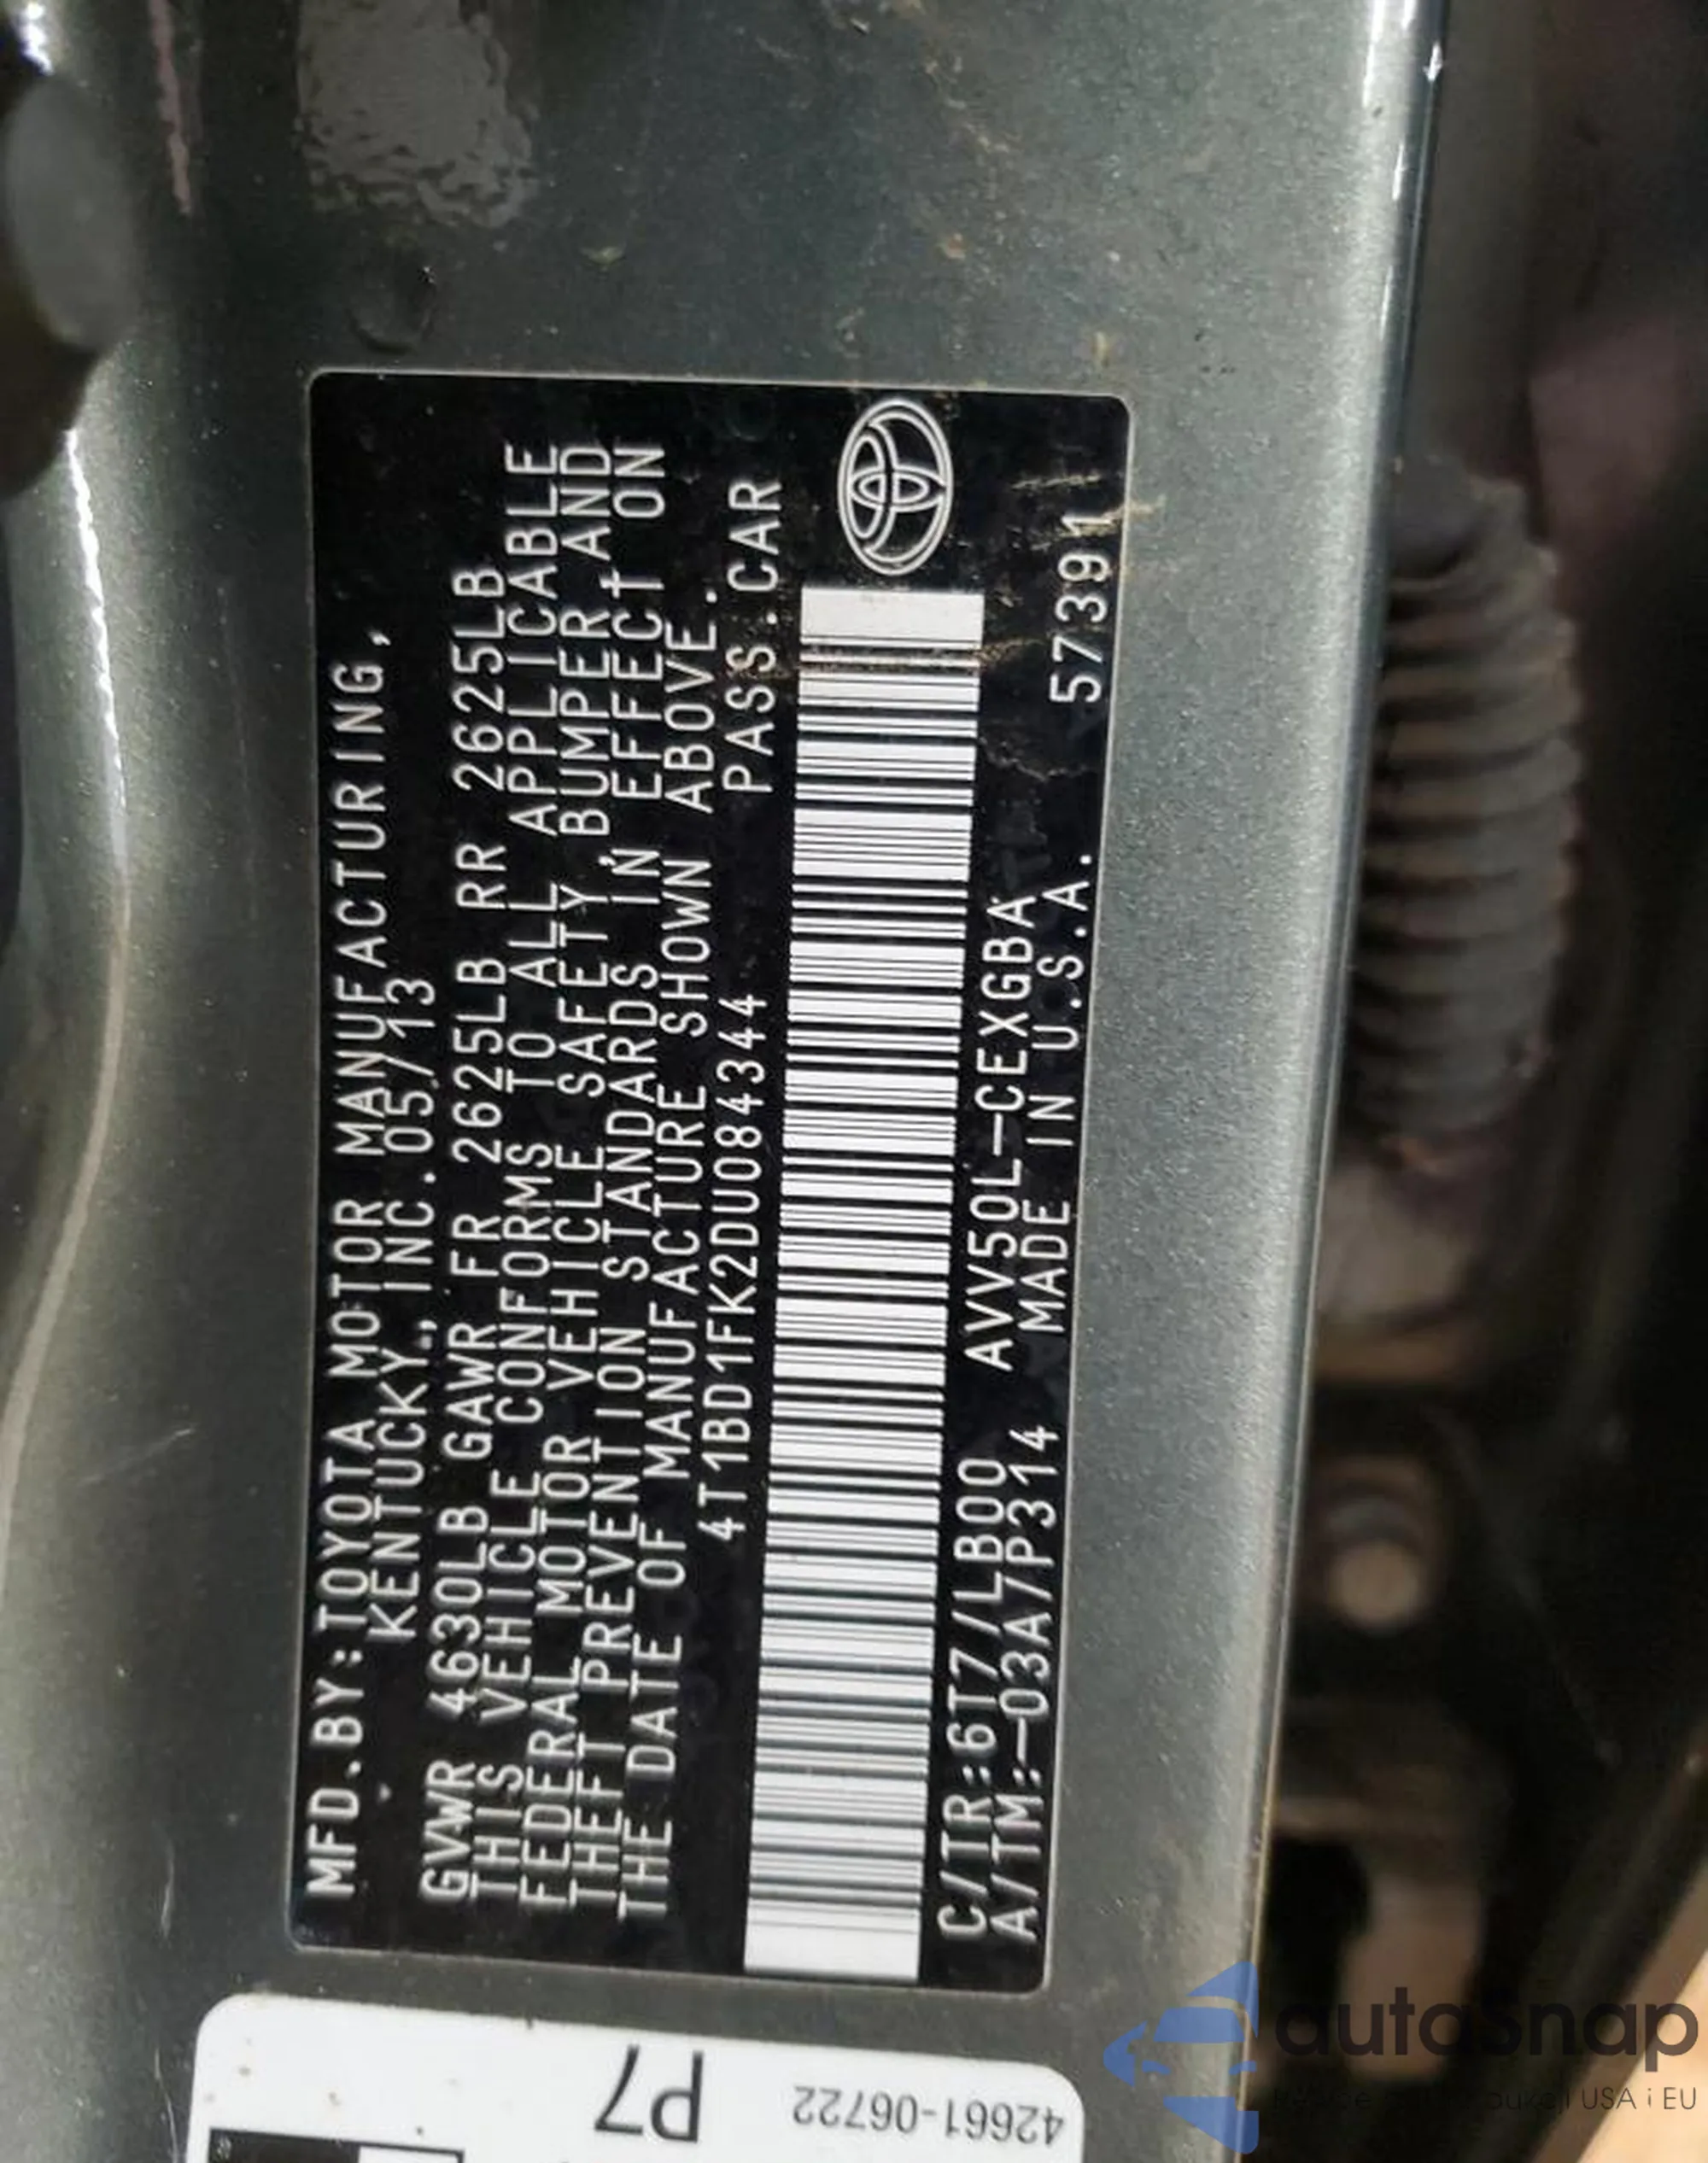 MFD.BY:TOYOTA MOTOR MANUFACTURING,
KENTUCKY., INC.05/13
GVWR 4630LB GAWR FR 2625LB RR 2625LB
THIS VEHICLE CONFORMS TO ALL APPLICABLE
FEDERAL MOTOR VEHICLE SAFETY, BUMPER AND
THEFT PREVENTION STANDARDS IN EFFECT ON
THE DATE OF MANUFACTURE SHOWN ABOVE.
4T1BD1FK2DU084344 PASS.CAR
C/TR:6T7/LB00 AVV50L-CEXGBA
A/TM:-03A/P314 MADE IN U.S.A. 57391
P7
42661-06722
autaSnap
USA i EU